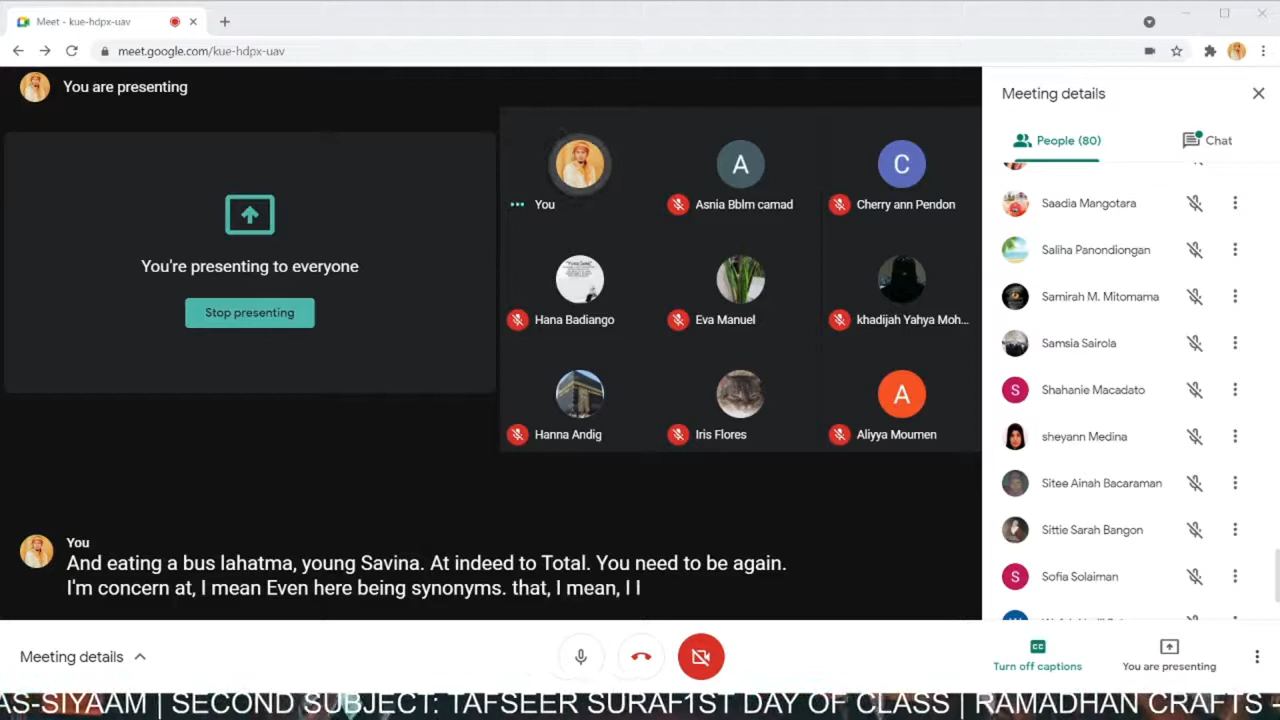 Meet - kue-hdpx-uav
meet.google.com/kue-hdpx-uav
You are presenting
You're presenting to everyone
Stop presenting
You
A
Asnia Bblm camad
C
Cherry ann Pendon
Hana Badiango
Eva Manuel
khadijah Yahya Moh...
Hanna Andig
Iris Flores
A
Aliyya Moumen
You
And eating a bus lahatma, young Savina. At indeed to Total. You need to be again.
I'm concern at, I mean Even here being synonyms. that, I mean, I I
Meeting details
People (80)
Chat
Saadia Mangotara
Saliha Panondiongan
Samirah M. Mitomama
Samsia Sairola
S
Shahanie Macadato
sheyann Medina
Sitee Ainah Bacaraman
Sittie Sarah Bangon
S
Sofia Solaiman
Meeting details
CC
Turn off captions
You are presenting
AS-SIYAAM | SECOND SUBJECT: TAFSEER SURAF1ST DAY OF CLASS | RAMADHAN CRAFTS -